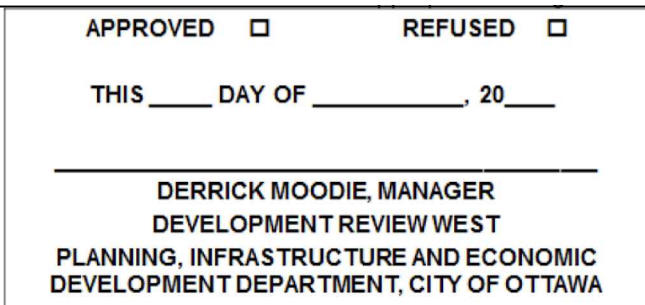 APPROVED ☐ REFUSED ☐
THIS _____ DAY OF ____________, 20____
DERRICK MOODIE, MANAGER
DEVELOPMENT REVIEW WEST
PLANNING, INFRASTRUCTURE AND ECONOMIC
DEVELOPMENT DEPARTMENT, CITY OF OTTAWA